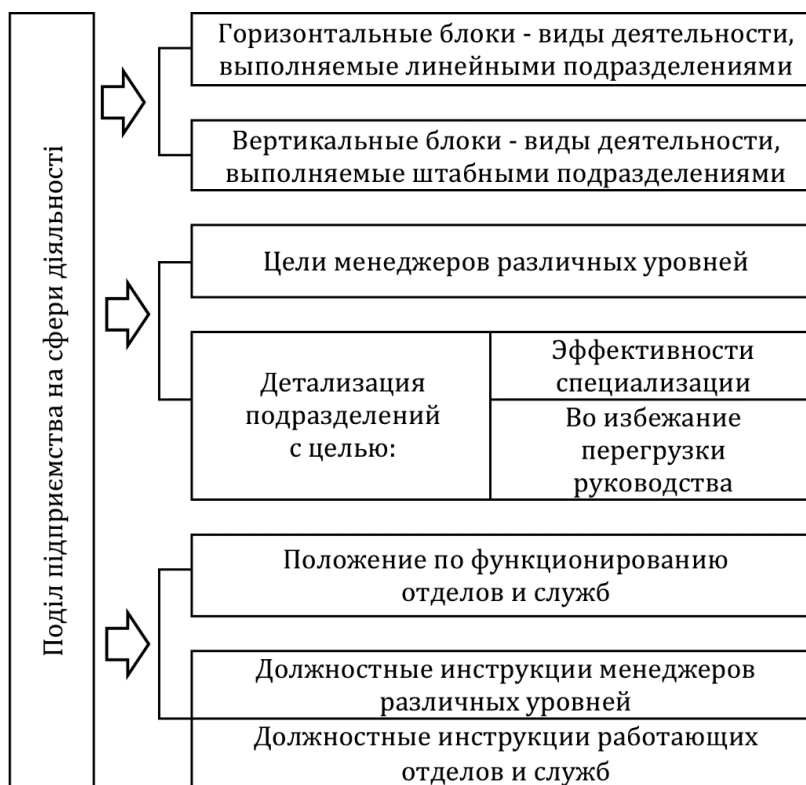 Поділ підприємства на сфери діяльності
Горизонтальные блоки - виды деятельности,
выполняемые линейными подразделениями
Вертикальные блоки - виды деятельности,
выполняемые штабными подразделениями
Цели менеджеров различных уровней
Детализация
подразделений
с целью:
Эффективности
специализации
Во избежание
перегрузки
руководства
Положение по функционированию
отделов и служб
Должностные инструкции менеджеров
различных уровней
Должностные инструкции работающих
отделов и служб